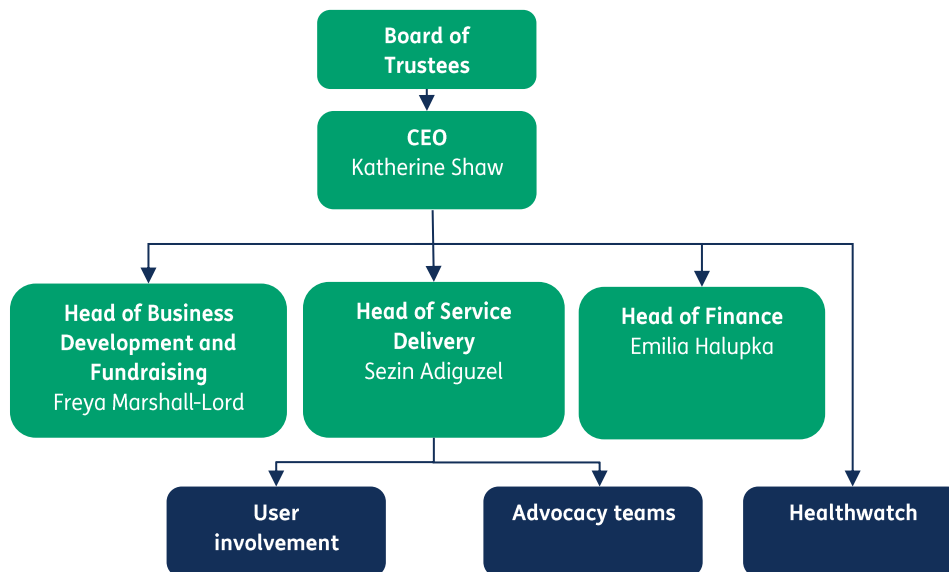 Board of
Trustees
CEO
Katherine Shaw
Head of Business
Development and
Fundraising
Freya Marshall-Lord
Head of Service
Delivery
Sezin Adiguzel
Head of Finance
Emilia Halupka
User
involvement
Advocacy teams
Healthwatch